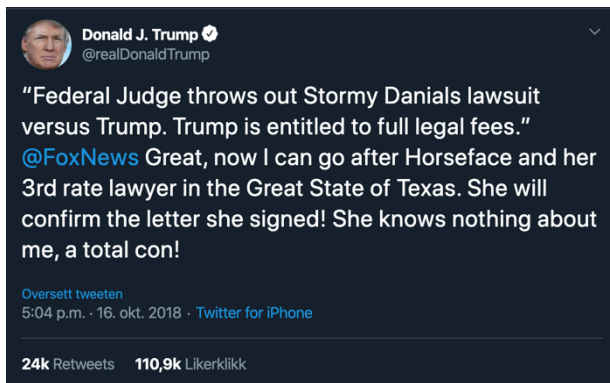 Donald J. Trump
@realDonaldTrump
“Federal Judge throws out Stormy Danials lawsuit
versus Trump. Trump is entitled to full legal fees.”
@FoxNews Great, now I can go after Horseface and her
3rd rate lawyer in the Great State of Texas. She will
confirm the letter she signed! She knows nothing about
me, a total con!
Oversett tweeten
5:04 p.m. · 16. okt. 2018 · Twitter for iPhone
24k Retweets 110,9k Likerklikk